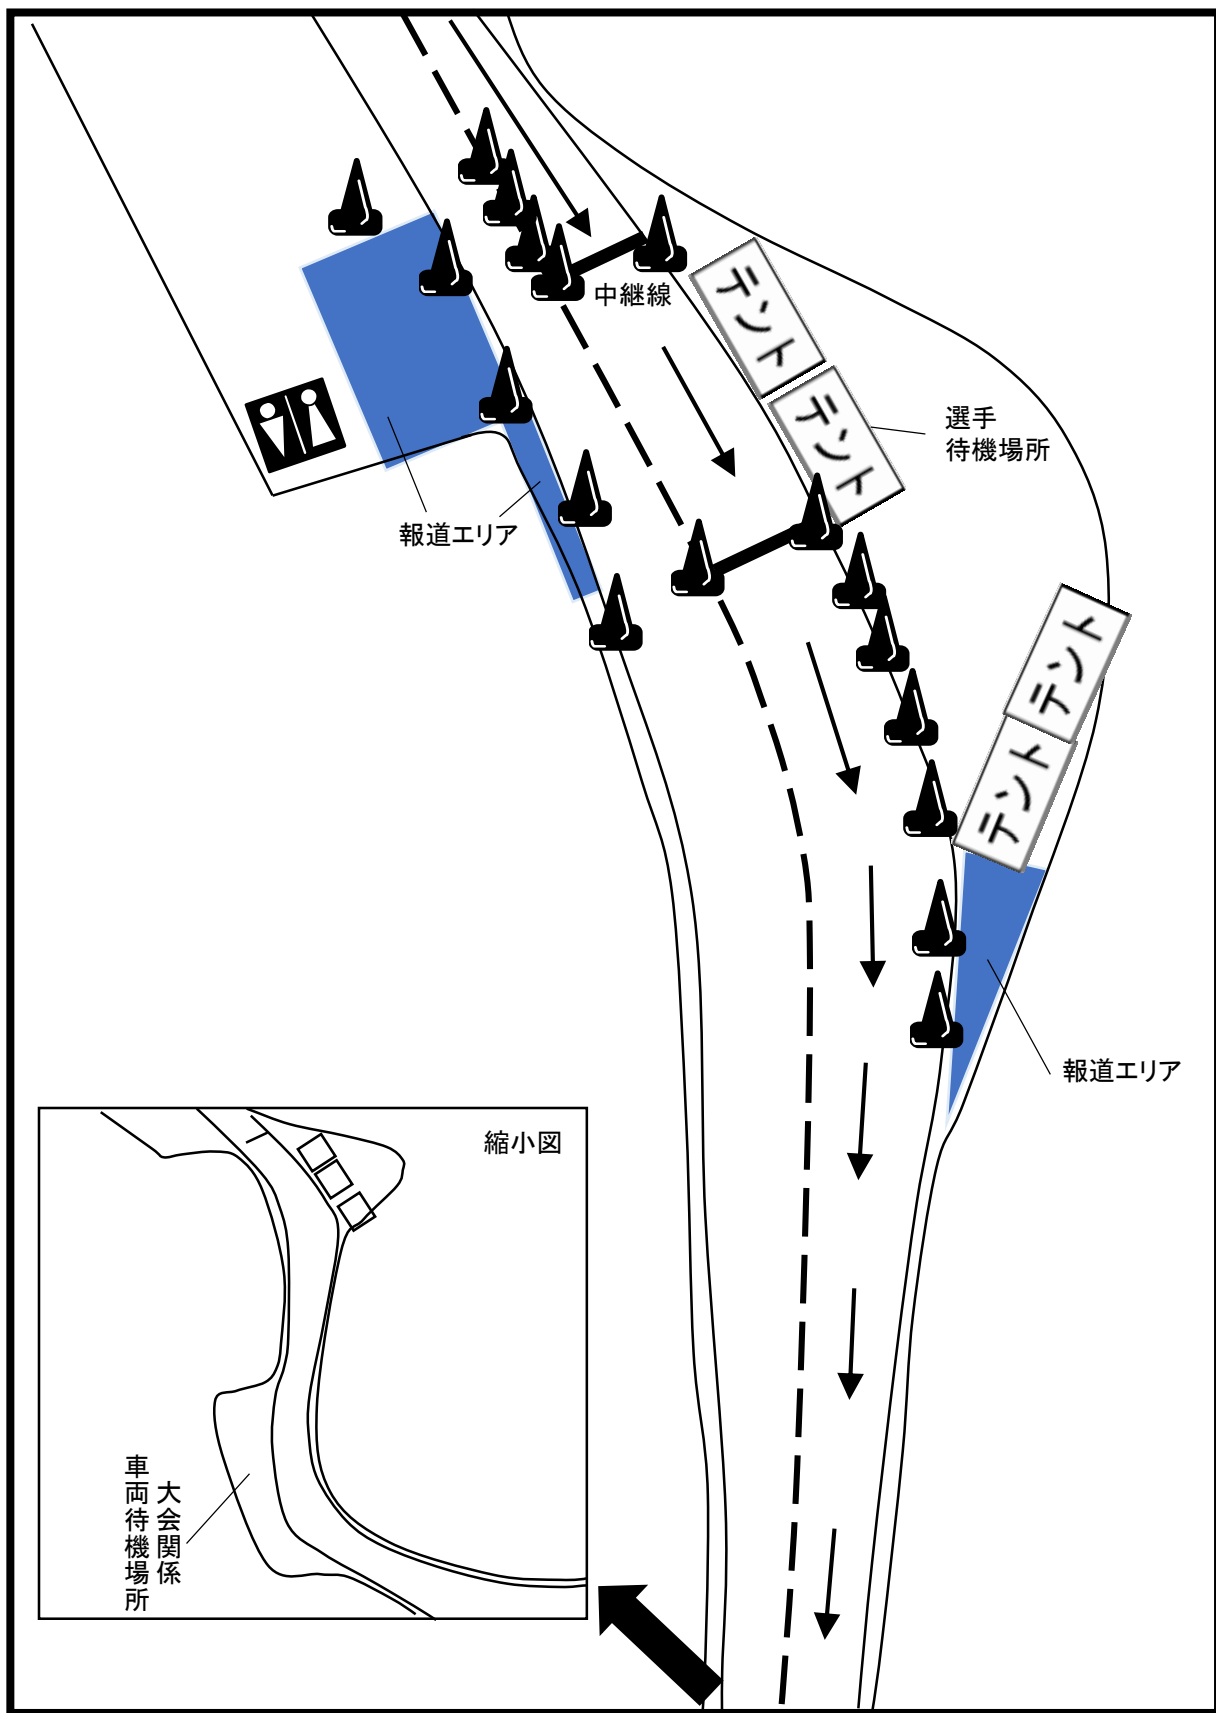 中継線
テント
テント
選手
待機場所
報道エリア
テント
テント
報道エリア
縮小図
大会関係
車両待機場所